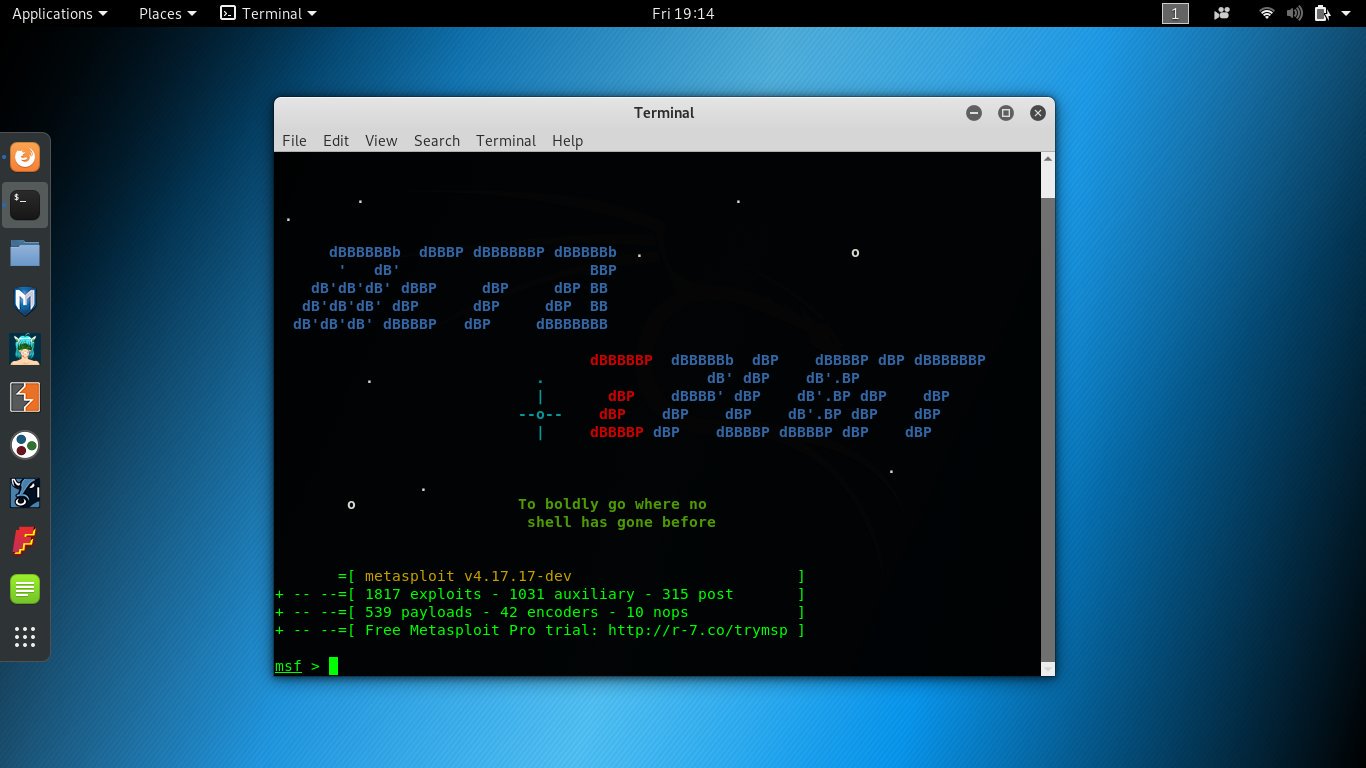 Applications Places Terminal Fri 19:14 1
Terminal
File Edit View Search Terminal Help
$_
dBBBBBBb  dBBBP dBBBBBBP dBBBBBb  .                       o
 '   dB'                     BBP
dB'dB'dB' dBBP     dBP     dBP BB
dB'dB'dB' dBP      dBP     dBP  BB
dB'dB'dB' dBBBBP   dBP     dBBBBBBB
dBBBBBP  dBBBBBb  dBP    dBBBBP dBP dBBBBBBP
.                  dB' dBP    dB'.BP
|       dBP    dBBBB' dBP    dB'.BP dBP    dBP
--o--    dBP    dBP    dBP    dB'.BP dBP    dBP
|     dBBBBP dBP    dBBBBP dBBBBP dBP    dBP
o                  To boldly go where no
shell has gone before
=[ metasploit v4.17.17-dev                         ]
+ -- --=[ 1817 exploits - 1031 auxiliary - 315 post       ]
+ -- --=[ 539 payloads - 42 encoders - 10 nops            ]
+ -- --=[ Free Metasploit Pro trial: http://r-7.co/trymsp ]
msf >